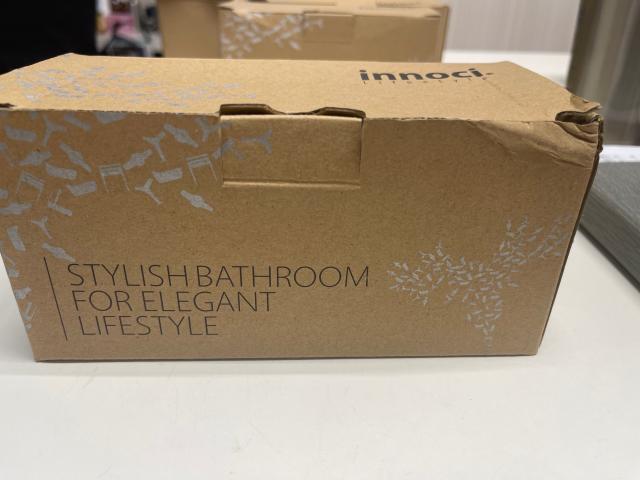 innoci.
Lifestyle
STYLISH BATHROOM
FOR ELEGANT
LIFESTYLE